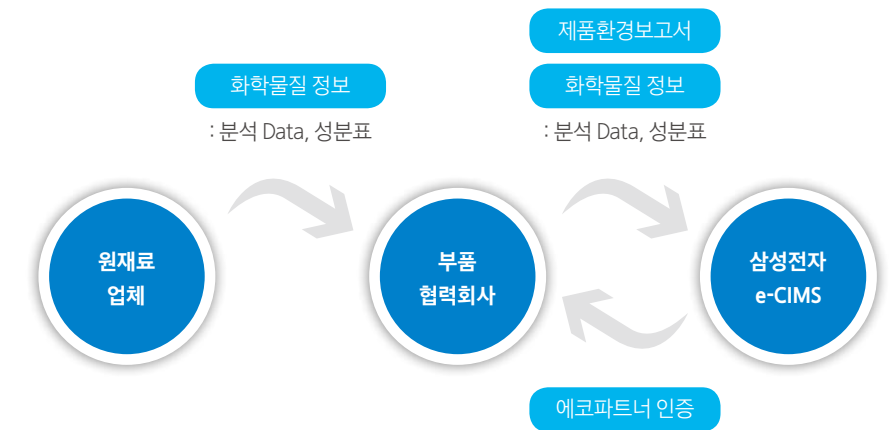 제품환경보고서
화학물질 정보
화학물질 정보
: 분석 Data, 성분표
: 분석 Data, 성분표
원재료
업체
부품
협력회사
삼성전자
e-CIMS
에코파트너 인증